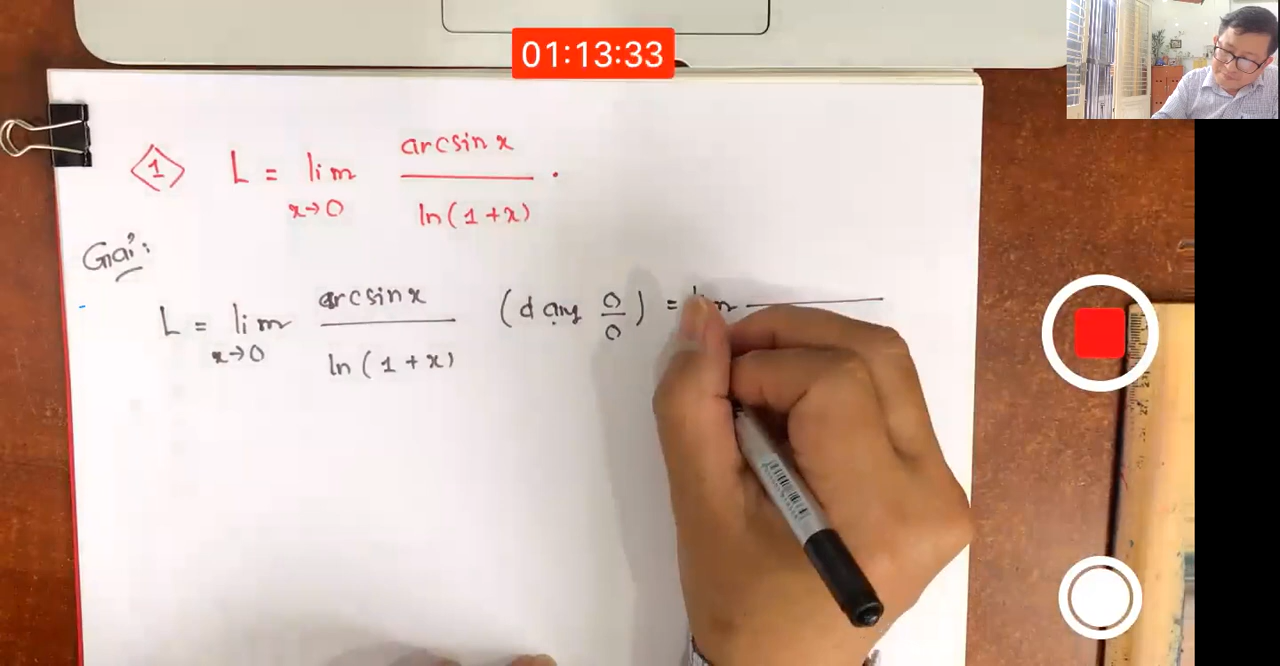 01:13:33
1 L = lim x→0 arcsin x / ln(1+x) .
Giải:
L = lim x→0 arcsin x / ln(1+x) (dạng 0/0) = lim